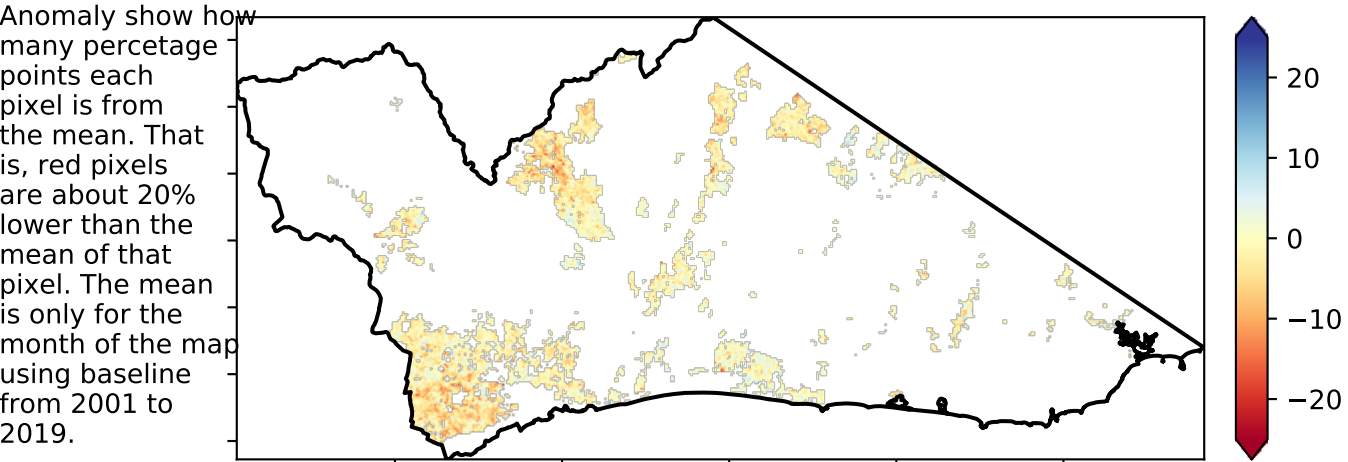 Anomaly show how
many percetage
points each
pixel is from
the mean. That
is, red pixels
are about 20%
lower than the
mean of that
pixel. The mean
is only for the
month of the map
using baseline
from 2001 to
2019.
20
10
0
−10
−20